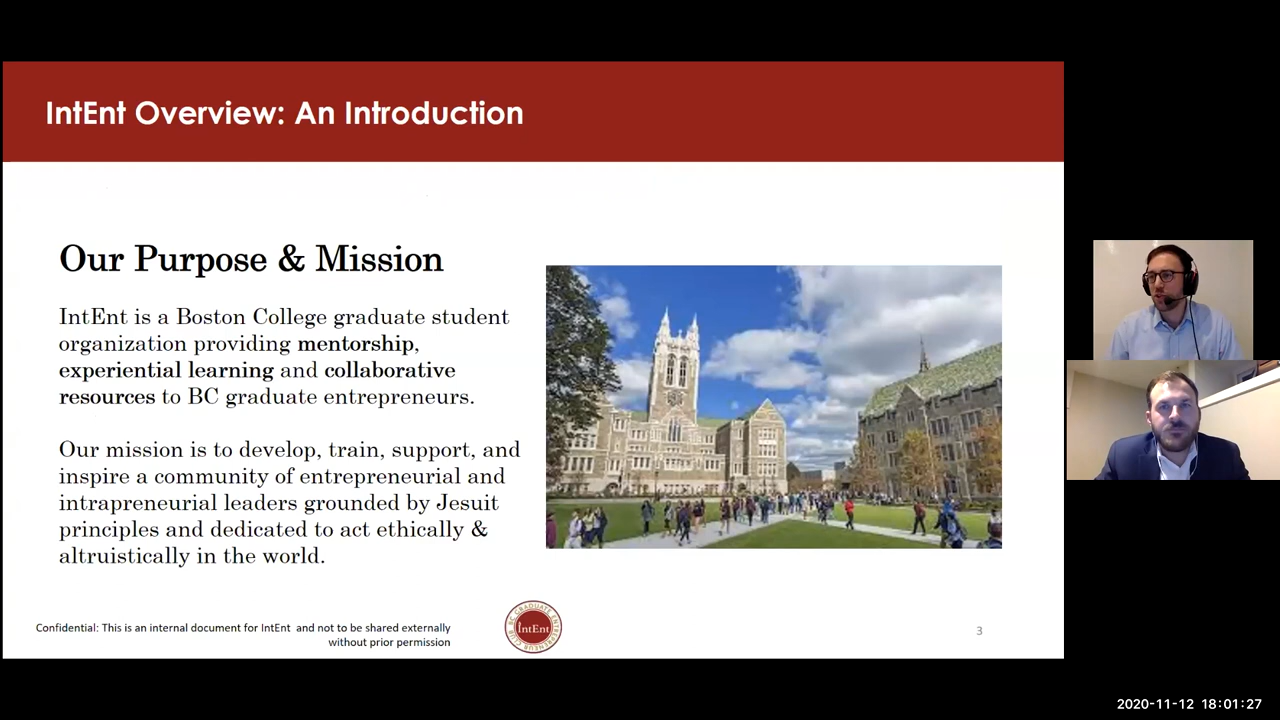 IntEnt Overview: An Introduction
Our Purpose & Mission
IntEnt is a Boston College graduate student
organization providing mentorship,
experiential learning and collaborative
resources to BC graduate entrepreneurs.
Our mission is to develop, train, support, and
inspire a community of entrepreneurial and
intrapreneurial leaders grounded by Jesuit
principles and dedicated to act ethically &
altruistically in the world.
Confidential: This is an internal document for IntEnt and not to be shared externally
without prior permission
BC GRADUATE ENTREPRENEUR CLUB
IntEnt
3
2020-11-12 18:01:27